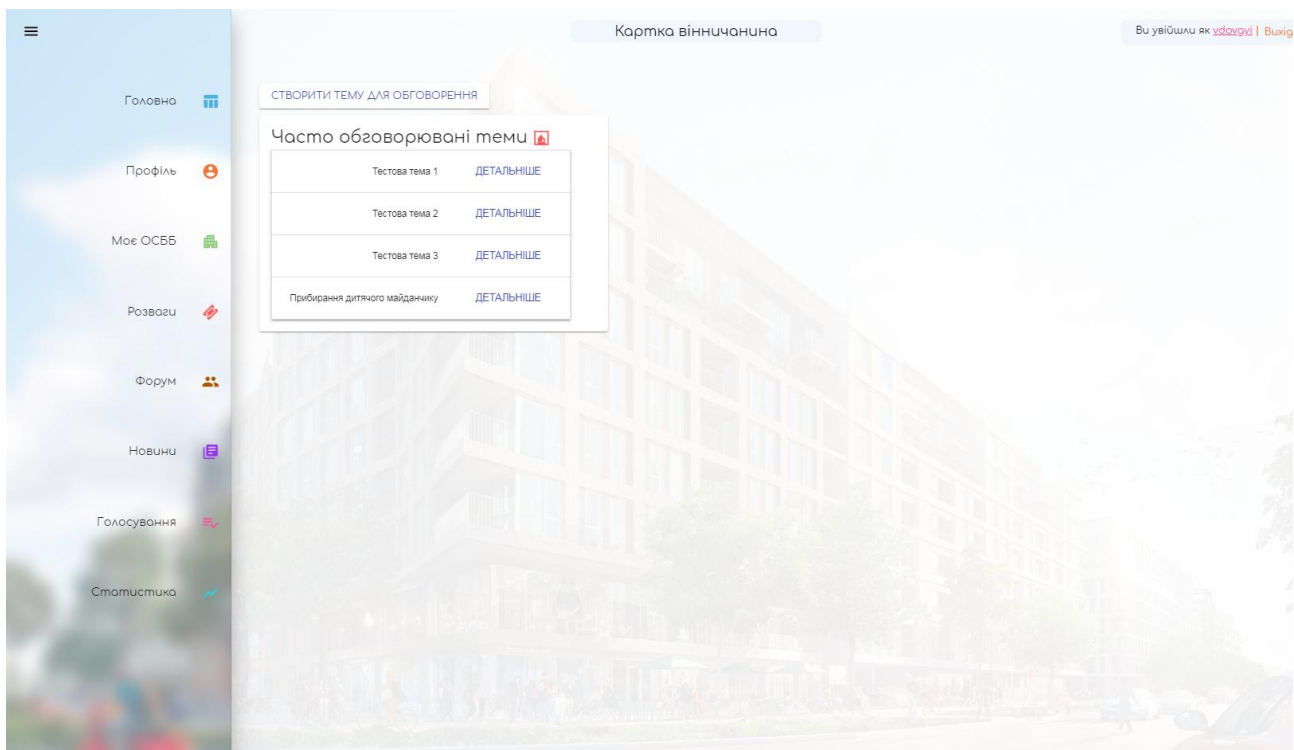 Картка вінничанина
Ви увійшли як vdovgyi | Вихід
Головна
Профіль
Моє ОСББ
Розваги
Форум
Новини
Голосування
Статистика
СТВОРИТИ ТЕМУ ДЛЯ ОБГОВОРЕННЯ
Часто обговорювані теми
Тестова тема 1 ДЕТАЛЬНІШЕ
Тестова тема 2 ДЕТАЛЬНІШЕ
Тестова тема 3 ДЕТАЛЬНІШЕ
Прибирання дитячого майданчику ДЕТАЛЬНІШЕ